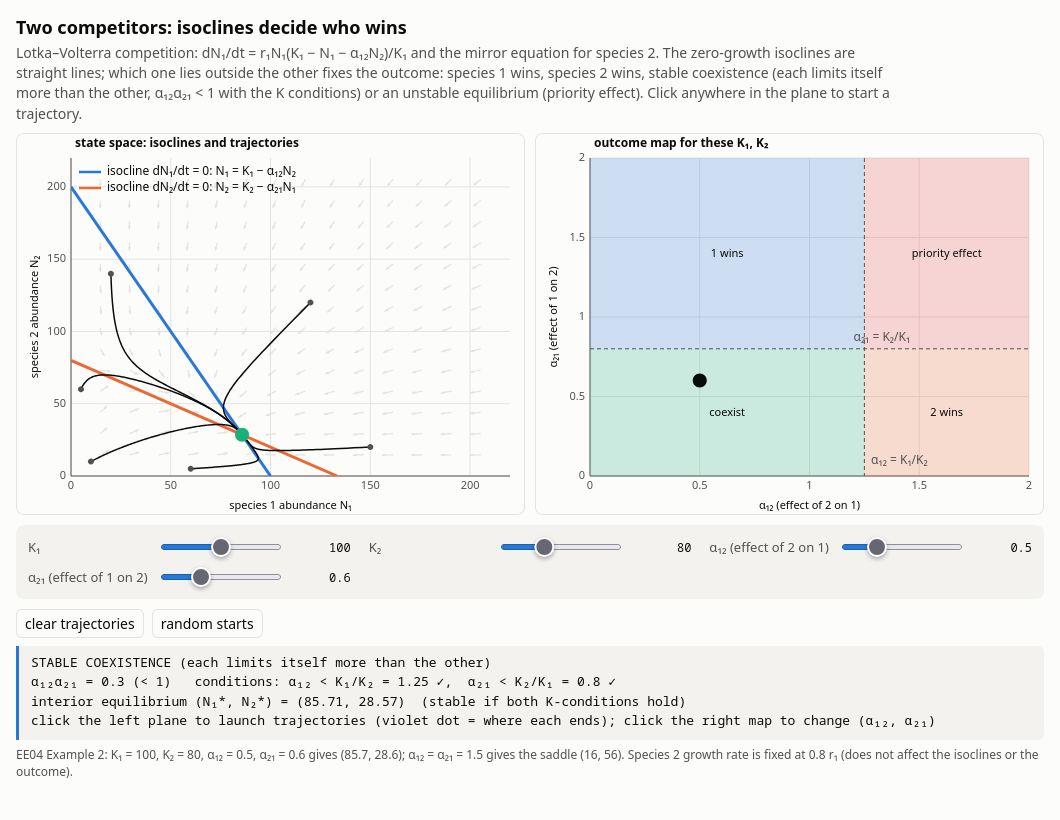 Two competitors: isoclines decide who wins
Lotka–Volterra competition: dN₁/dt = r₁N₁(K₁ − N₁ − α₁₂N₂)/K₁ and the mirror equation for species 2. The zero-growth isoclines are
straight lines; which one lies outside the other fixes the outcome: species 1 wins, species 2 wins, stable coexistence (each limits itself
more than the other, α₁₂α₂₁ < 1 with the K conditions) or an unstable equilibrium (priority effect). Click anywhere in the plane to start a
trajectory.
state space: isoclines and trajectories
isocline dN₁/dt = 0: N₁ = K₁ − α₁₂N₂
isocline dN₂/dt = 0: N₂ = K₂ − α₂₁N₁
200
150
100
50
0
0
50
100
150
200
species 1 abundance N₁
species 2 abundance N₂
outcome map for these K₁, K₂
2
1.5
1
0.5
0
1 wins
priority effect
α₂₁ = K₂/K₁
coexist
2 wins
α₁₂ = K₁/K₂
0
0.5
1
1.5
2
α₁₂ (effect of 2 on 1)
α₂₁ (effect of 1 on 2)
K₁ 100 K₂ 80 α₁₂ (effect of 2 on 1) 0.5
α₂₁ (effect of 1 on 2) 0.6
clear trajectories random starts
STABLE COEXISTENCE (each limits itself more than the other)
α₁₂α₂₁ = 0.3 (< 1) conditions: α₁₂ < K₁/K₂ = 1.25 ✓, α₂₁ < K₂/K₁ = 0.8 ✓
interior equilibrium (N₁*, N₂*) = (85.71, 28.57) (stable if both K-conditions hold)
click the left plane to launch trajectories (violet dot = where each ends); click the right map to change (α₁₂, α₂₁)
EE04 Example 2: K₁ = 100, K₂ = 80, α₁₂ = 0.5, α₂₁ = 0.6 gives (85.7, 28.6); α₁₂ = α₂₁ = 1.5 gives the saddle (16, 56). Species 2 growth rate is fixed at 0.8 r₁ (does not affect the isoclines or the
outcome).